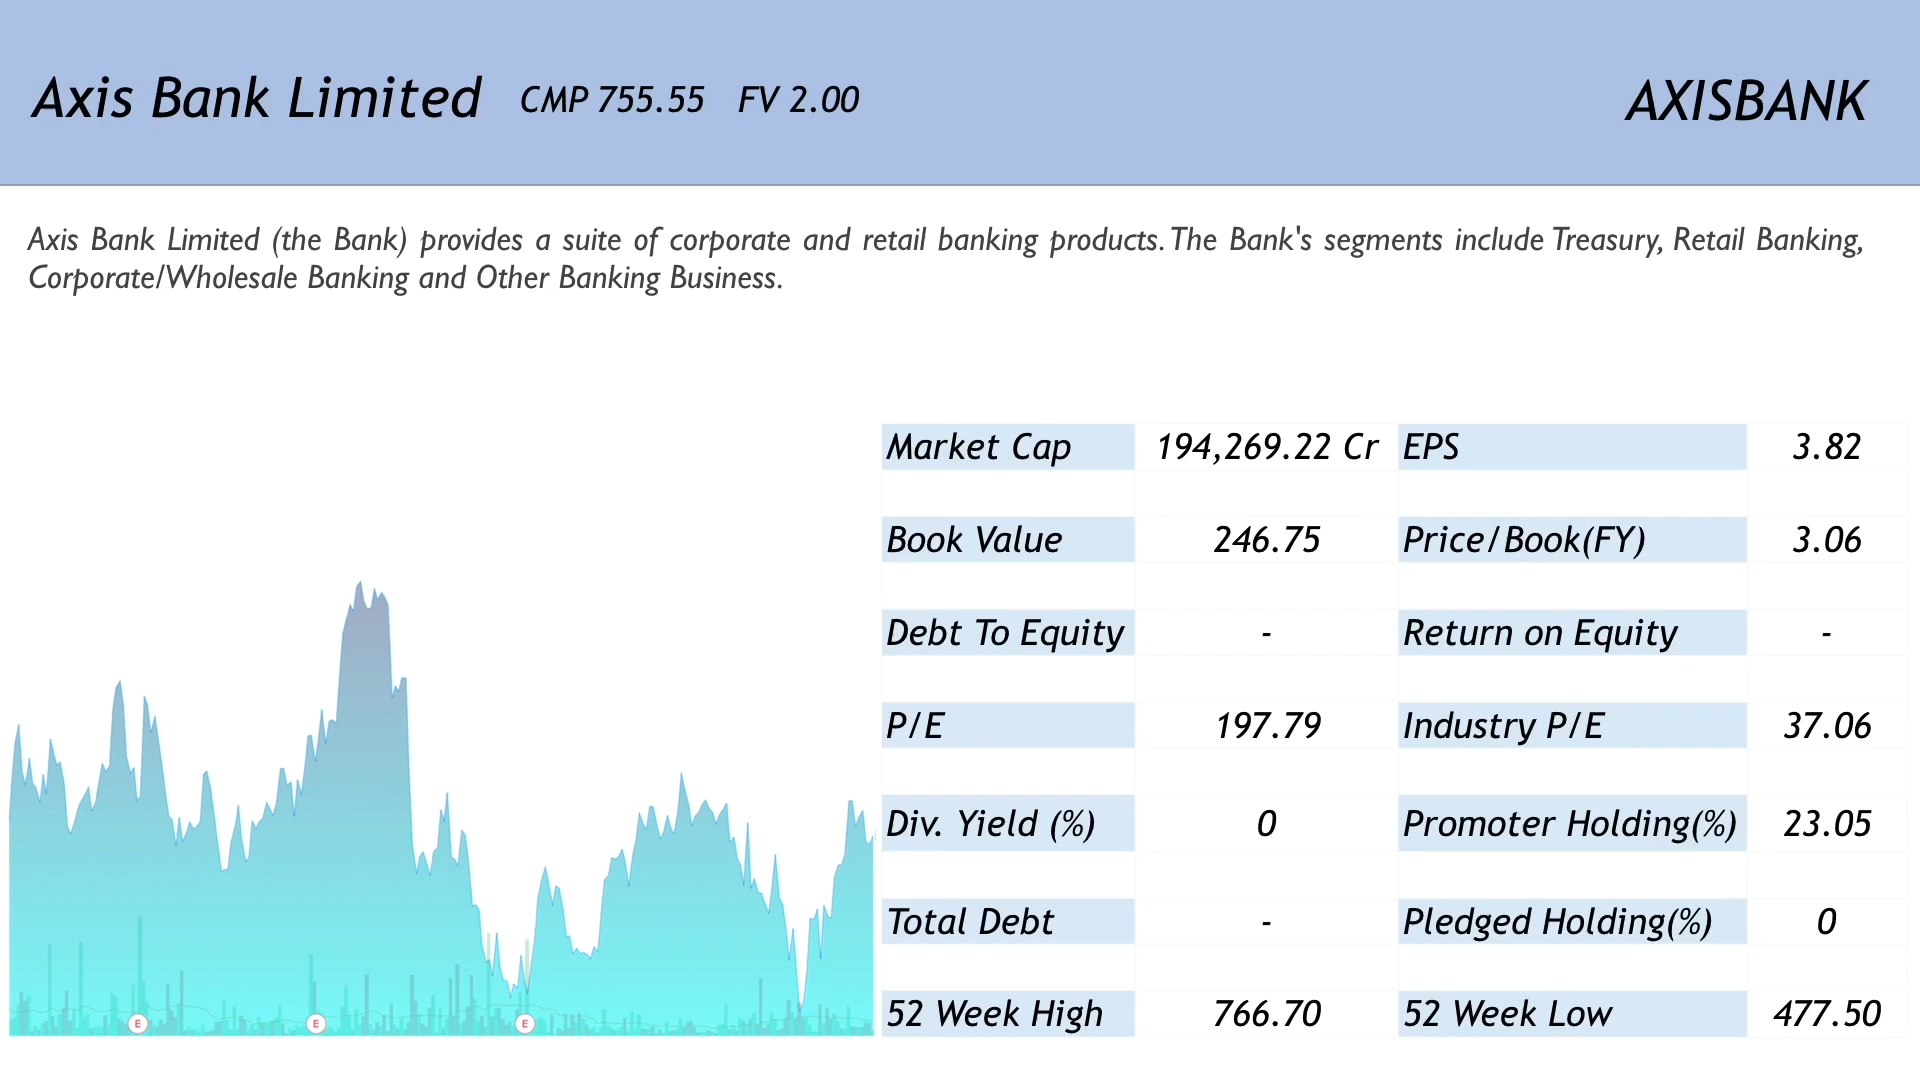 Axis Bank Limited CMP 755.55 FV 2.00 AXISBANK
Axis Bank Limited (the Bank) provides a suite of corporate and retail banking products. The Bank's segments include Treasury, Retail Banking,
Corporate/Wholesale Banking and Other Banking Business.
Market Cap 194,269.22 Cr EPS 3.82
Book Value 246.75 Price/Book(FY) 3.06
Debt To Equity - Return on Equity -
P/E 197.79 Industry P/E 37.06
Div. Yield (%) 0 Promoter Holding(%) 23.05
Total Debt - Pledged Holding(%) 0
52 Week High 766.70 52 Week Low 477.50
E E E